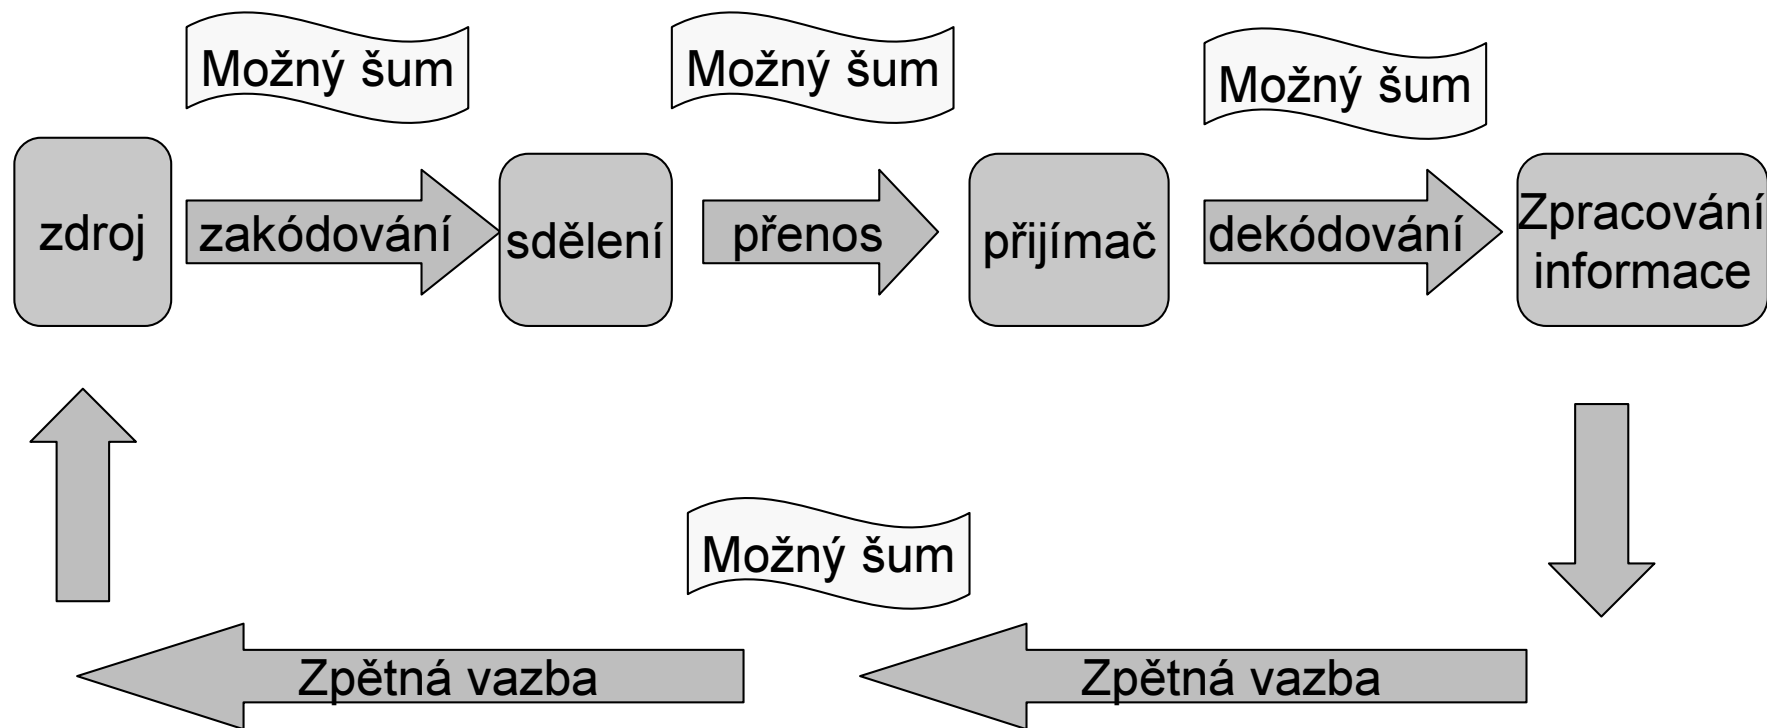 Možný šum
Možný šum
Možný šum
zdroj
zakódování
sdělení
přenos
přijímač
dekódování
Zpracování
informace
Možný šum
Zpětná vazba
Zpětná vazba